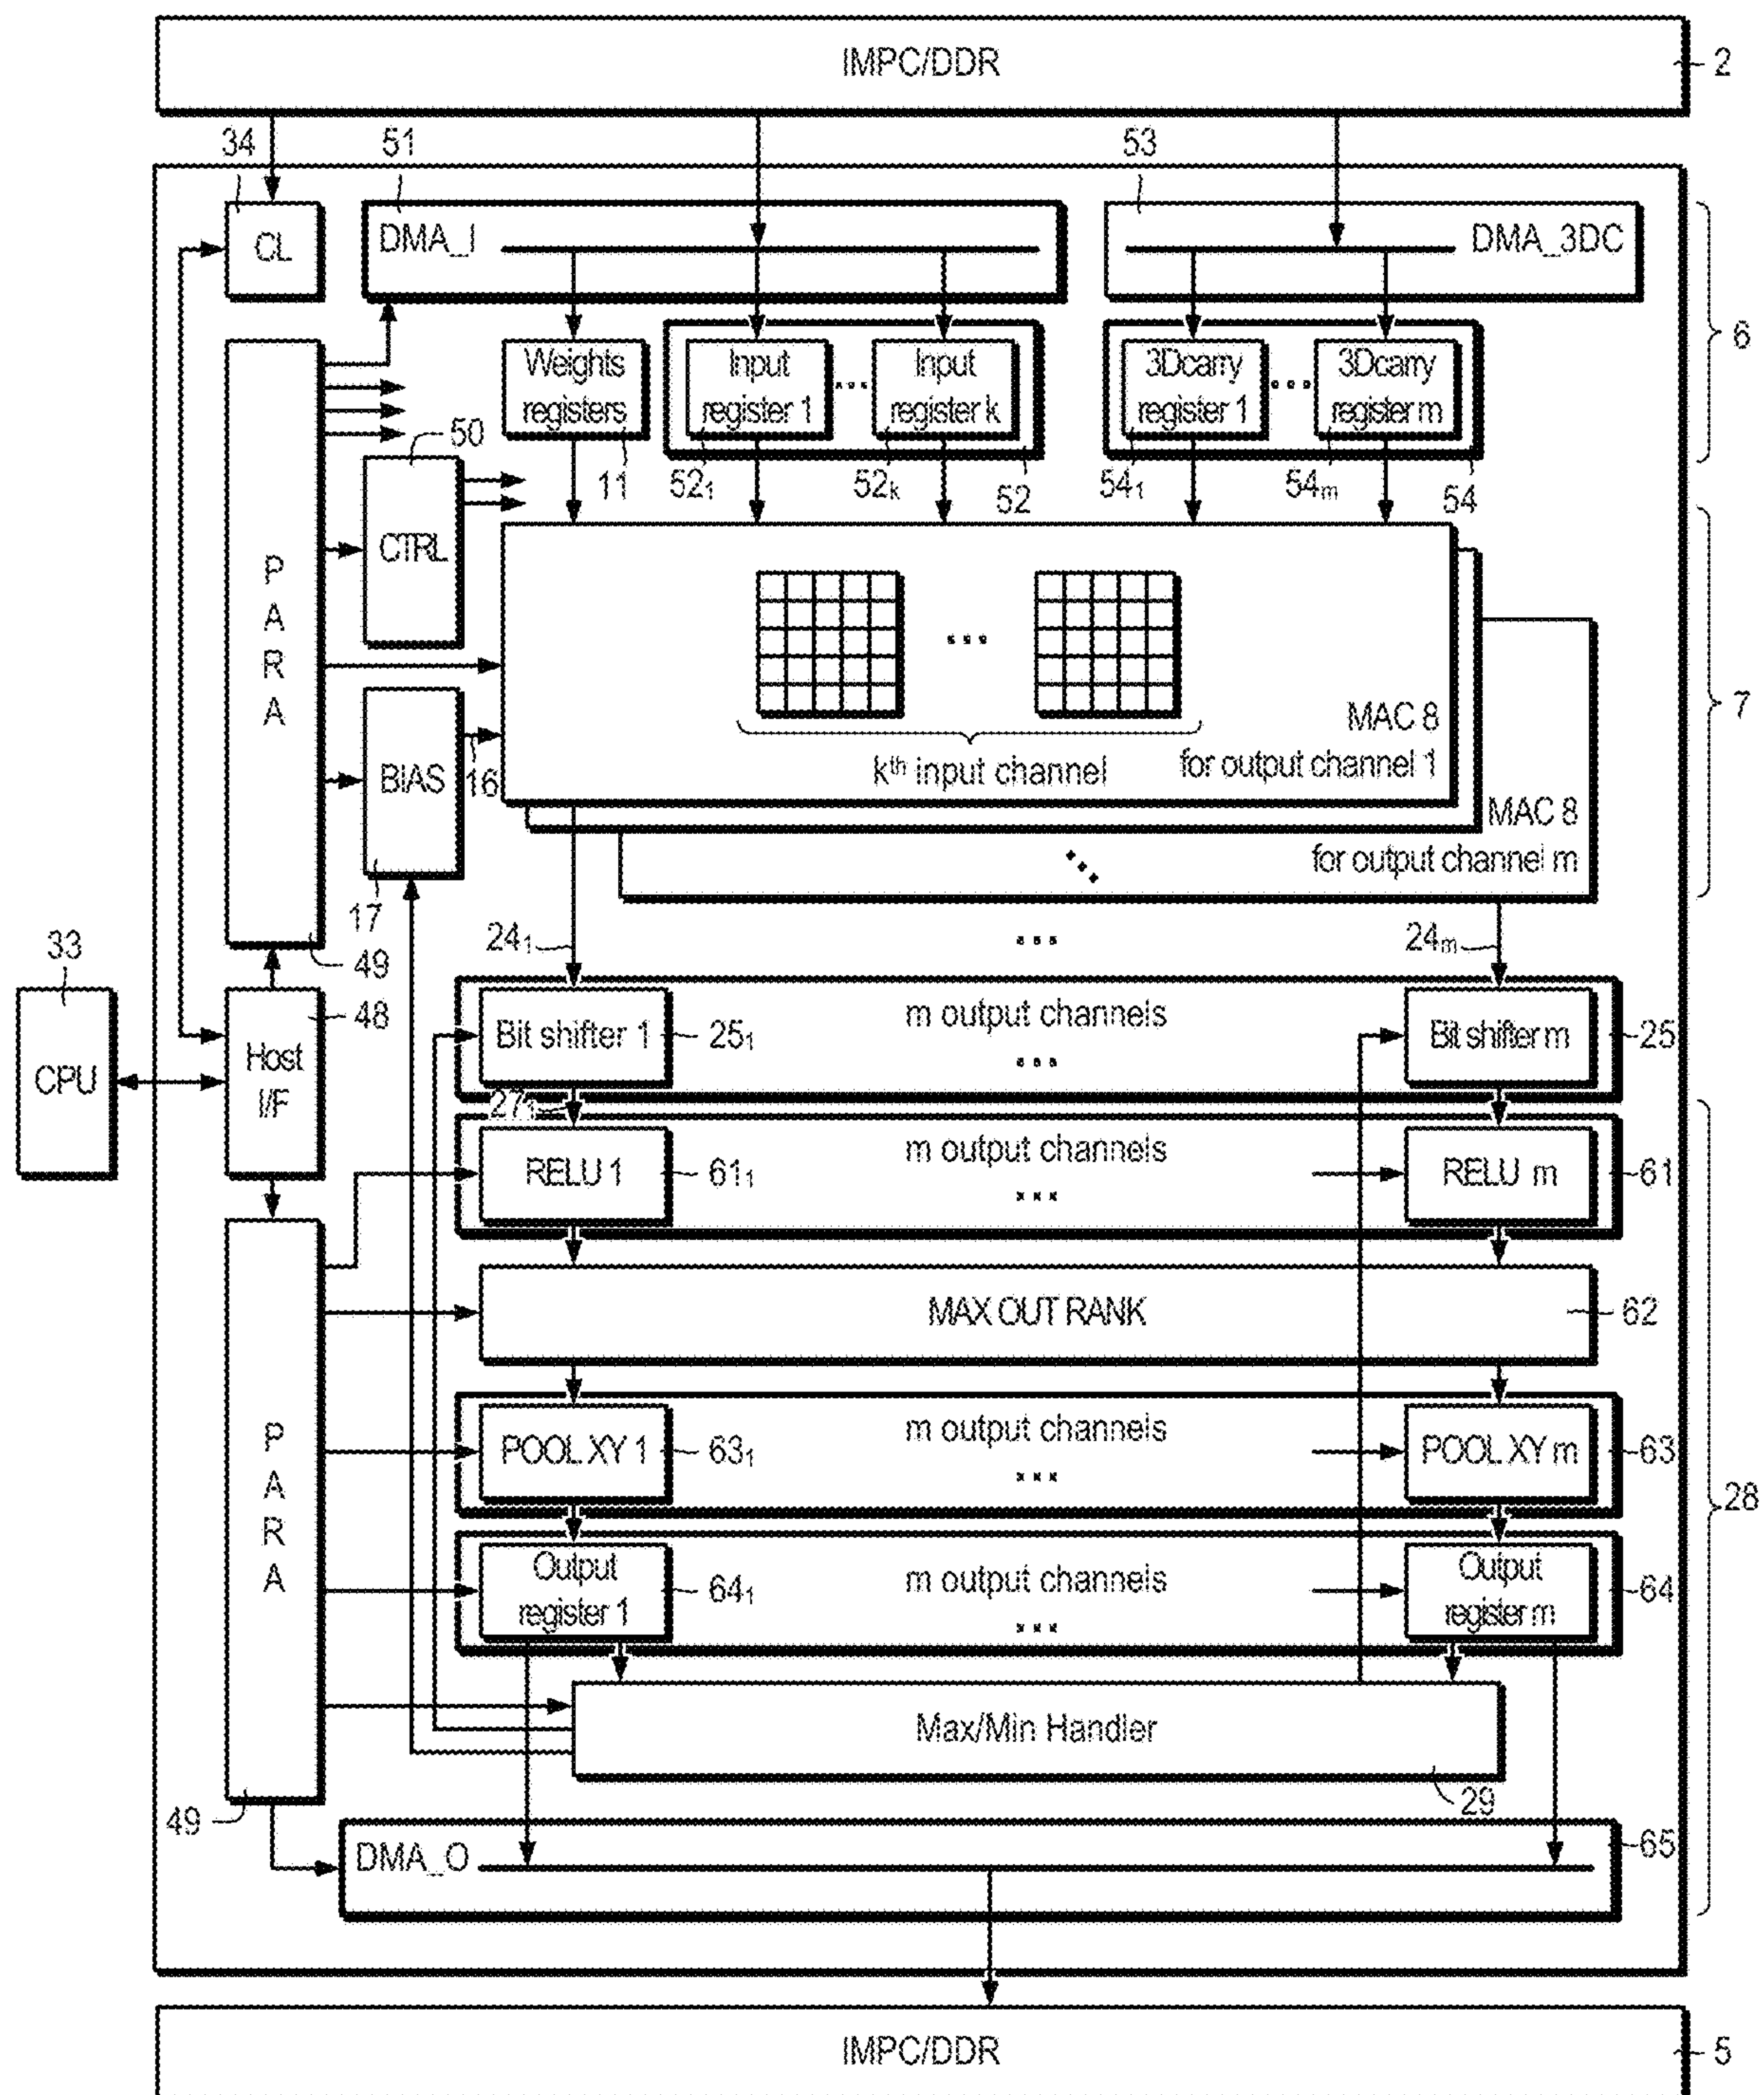 IMPC/DDR
2
34
51
53
CL
DMA_I
DMA_3DC
6
Weights
registers
Input
register 1
...
Input
register k
3Dcarry
register 1
...
3Dcarry
register m
50
11
52₁
52ₖ
52
54₁
54ₘ
54
P
A
R
A
CTRL
...
7
BIAS
16
MAC 8
for output channel 1
kᵗʰ input channel
MAC 8
for output channel m
...
17
49
24₁
...
24ₘ
33
48
CPU
Host
I/F
Bit shifter 1
25₁
m output channels
...
Bit shifter m
25
27₁
RELU 1
61₁
m output channels
...
RELU m
61
MAX OUT RANK
62
P
A
R
A
POOL XY 1
63₁
m output channels
...
POOL XY m
63
28
Output
register 1
64₁
m output channels
...
Output
register m
64
Max/Min Handler
29
49
DMA_O
65
IMPC/DDR
5